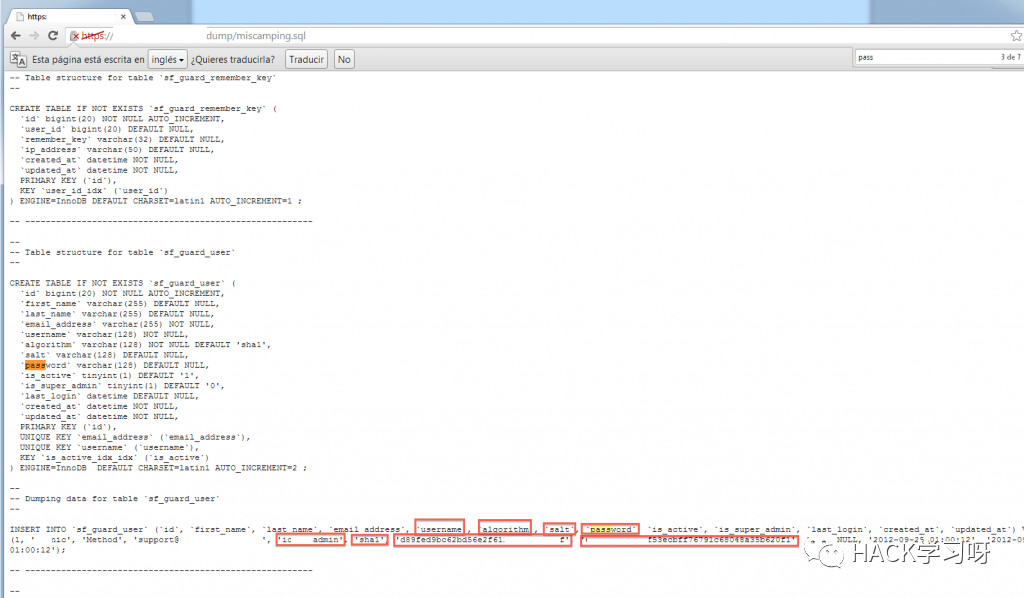 https:
https://
dump/miscamping.sql
Esta página está escrita en inglés ¿Quieres traducirla? Traducir No
pass 3 de 7
-- Table structure for table `sf_guard_remember_key`
--
CREATE TABLE IF NOT EXISTS `sf_guard_remember_key` (
`id` bigint(20) NOT NULL AUTO_INCREMENT,
`user_id` bigint(20) DEFAULT NULL,
`remember_key` varchar(32) DEFAULT NULL,
`ip_address` varchar(50) DEFAULT NULL,
`created_at` datetime NOT NULL,
`updated_at` datetime NOT NULL,
PRIMARY KEY (`id`),
KEY `user_id_idx` (`user_id`)
) ENGINE=InnoDB DEFAULT CHARSET=latin1 AUTO_INCREMENT=1 ;
-- --------------------------------------------------------
--
-- Table structure for table `sf_guard_user`
--
CREATE TABLE IF NOT EXISTS `sf_guard_user` (
`id` bigint(20) NOT NULL AUTO_INCREMENT,
`first_name` varchar(255) DEFAULT NULL,
`last_name` varchar(255) DEFAULT NULL,
`email_address` varchar(255) NOT NULL,
`username` varchar(128) NOT NULL,
`algorithm` varchar(128) NOT NULL DEFAULT 'sha1',
`salt` varchar(128) DEFAULT NULL,
`password` varchar(128) DEFAULT NULL,
`is_active` tinyint(1) DEFAULT '1',
`is_super_admin` tinyint(1) DEFAULT '0',
`last_login` datetime DEFAULT NULL,
`created_at` datetime NOT NULL,
`updated_at` datetime NOT NULL,
PRIMARY KEY (`id`),
UNIQUE KEY `email_address` (`email_address`),
UNIQUE KEY `username` (`username`),
KEY `is_active_idx_idx` (`is_active`)
) ENGINE=InnoDB DEFAULT CHARSET=latin1 AUTO_INCREMENT=2 ;
--
-- Dumping data for table `sf_guard_user`
--
INSERT INTO `sf_guard_user` (`id`, `first_name`, `last_name`, `email_address`, `username`, `algorithm`, `salt`, `password`, `is_active`, `is_super_admin`, `last_login`, `created_at`, `updated_at`)
(1, ' nic', 'Method', 'support@ ', 'ic admin', 'sha1', 'd89fed9bc62bd56e2f61 f', ' f53ecbff76791c68048a35b620f1', NULL, '2012-09-25 01:00:12', '2012-09-
01:00:12');
-- --------------------------------------------------------
--
HACK学习呀